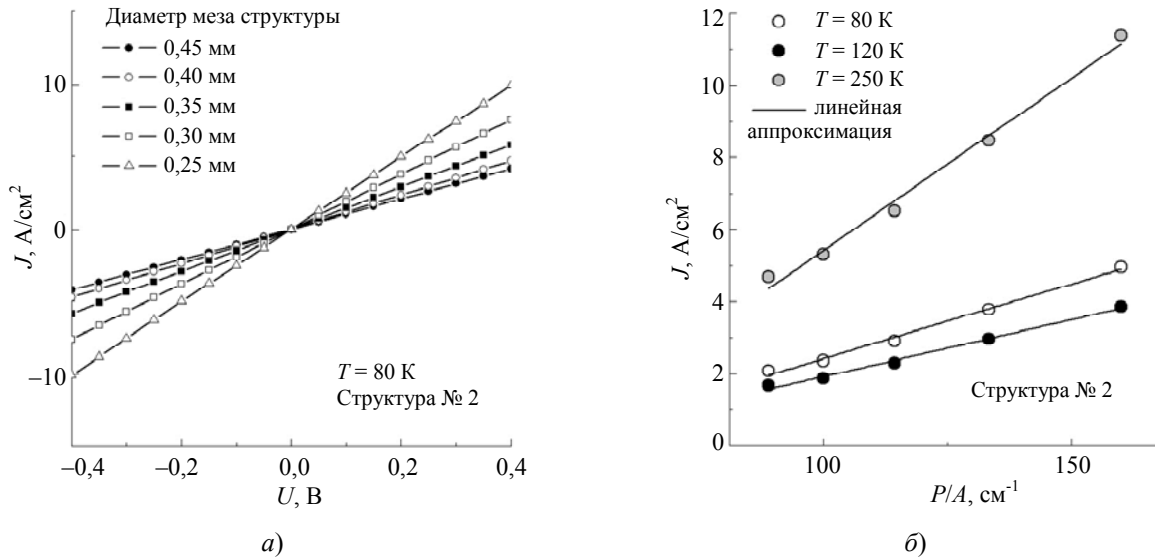 Диаметр меза структуры
0,45 мм
0,40 мм
0,35 мм
0,30 мм
0,25 мм
J, А/см²
10
0
–10
T = 80 К
Структура № 2
–0,4
–0,2
0,0
0,2
0,4
U, В
а)
T = 80 К
T = 120 К
T = 250 К
линейная
аппроксимация
J, А/см²
12
10
8
6
4
2
0
Структура № 2
100
150
P/A, см⁻¹
б)